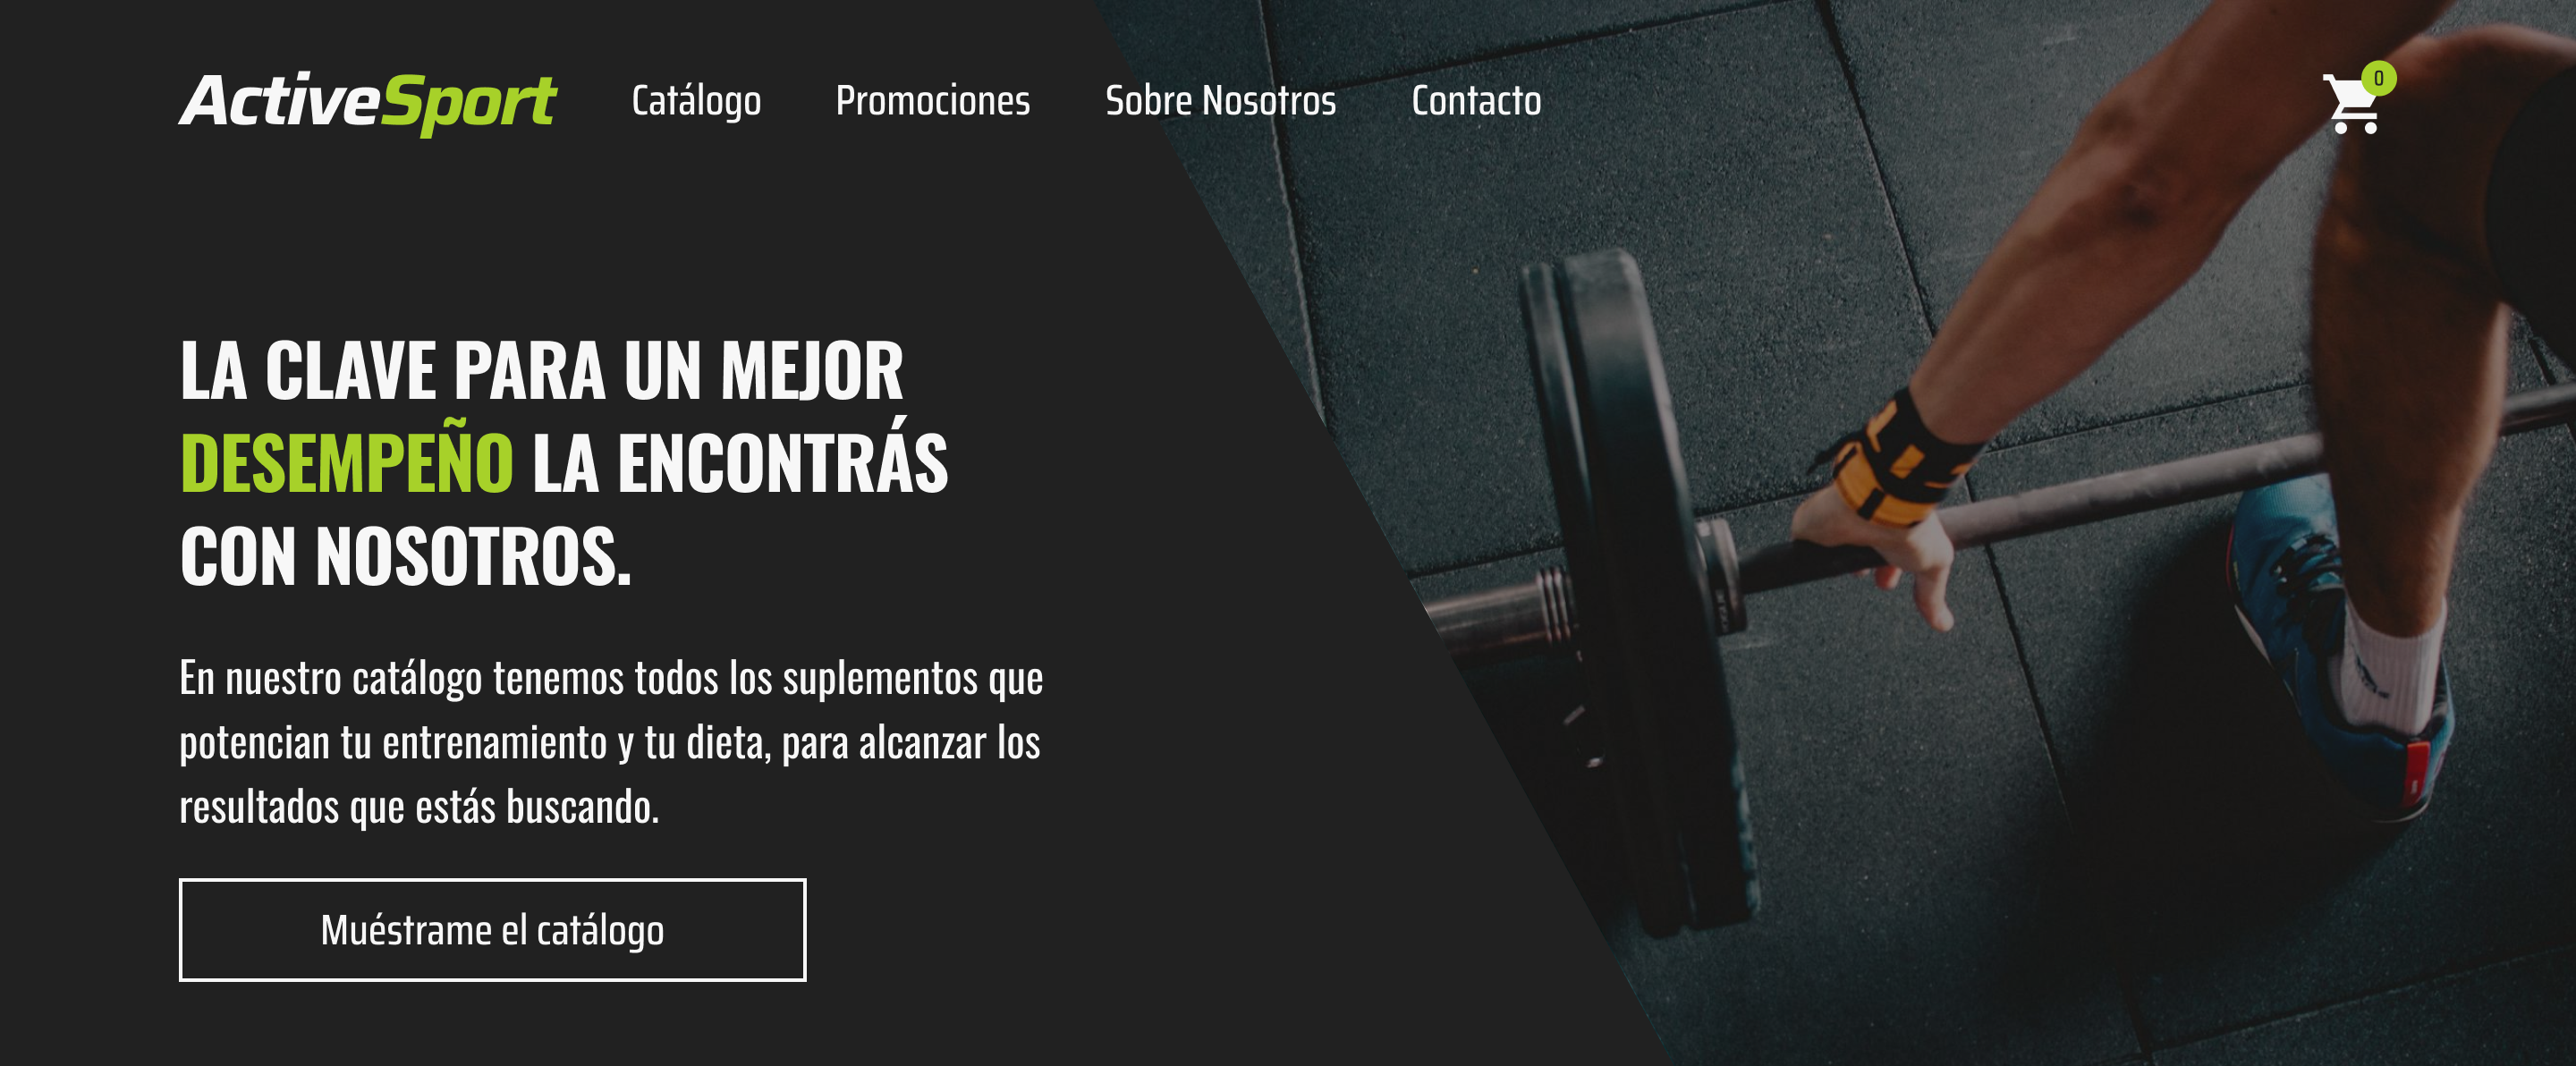 ActiveSport
Catálogo
Promociones
Sobre Nosotros
Contacto
0
LA CLAVE PARA UN MEJOR
DESEMPEÑO LA ENCONTRÁS
CON NOSOTROS.
En nuestro catálogo tenemos todos los suplementos que
potencian tu entrenamiento y tu dieta, para alcanzar los
resultados que estás buscando.
Muéstrame el catálogo